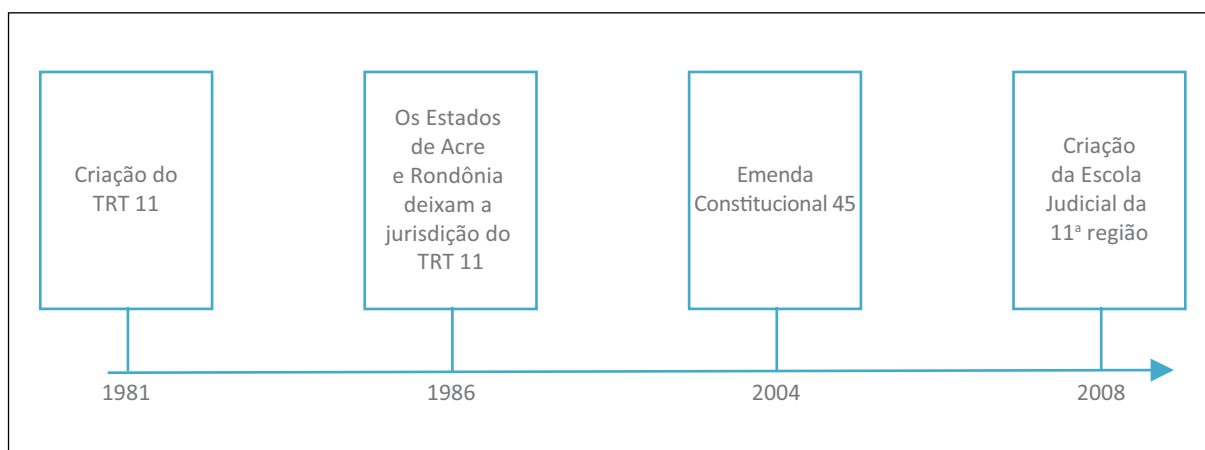 Criação do
TRT 11
Os Estados
de Acre
e Rondônia
deixam a
jurisdição do
TRT 11
Emenda
Constitucional 45
Criação
da Escola
Judicial da
11ª região
1981
1986
2004
2008